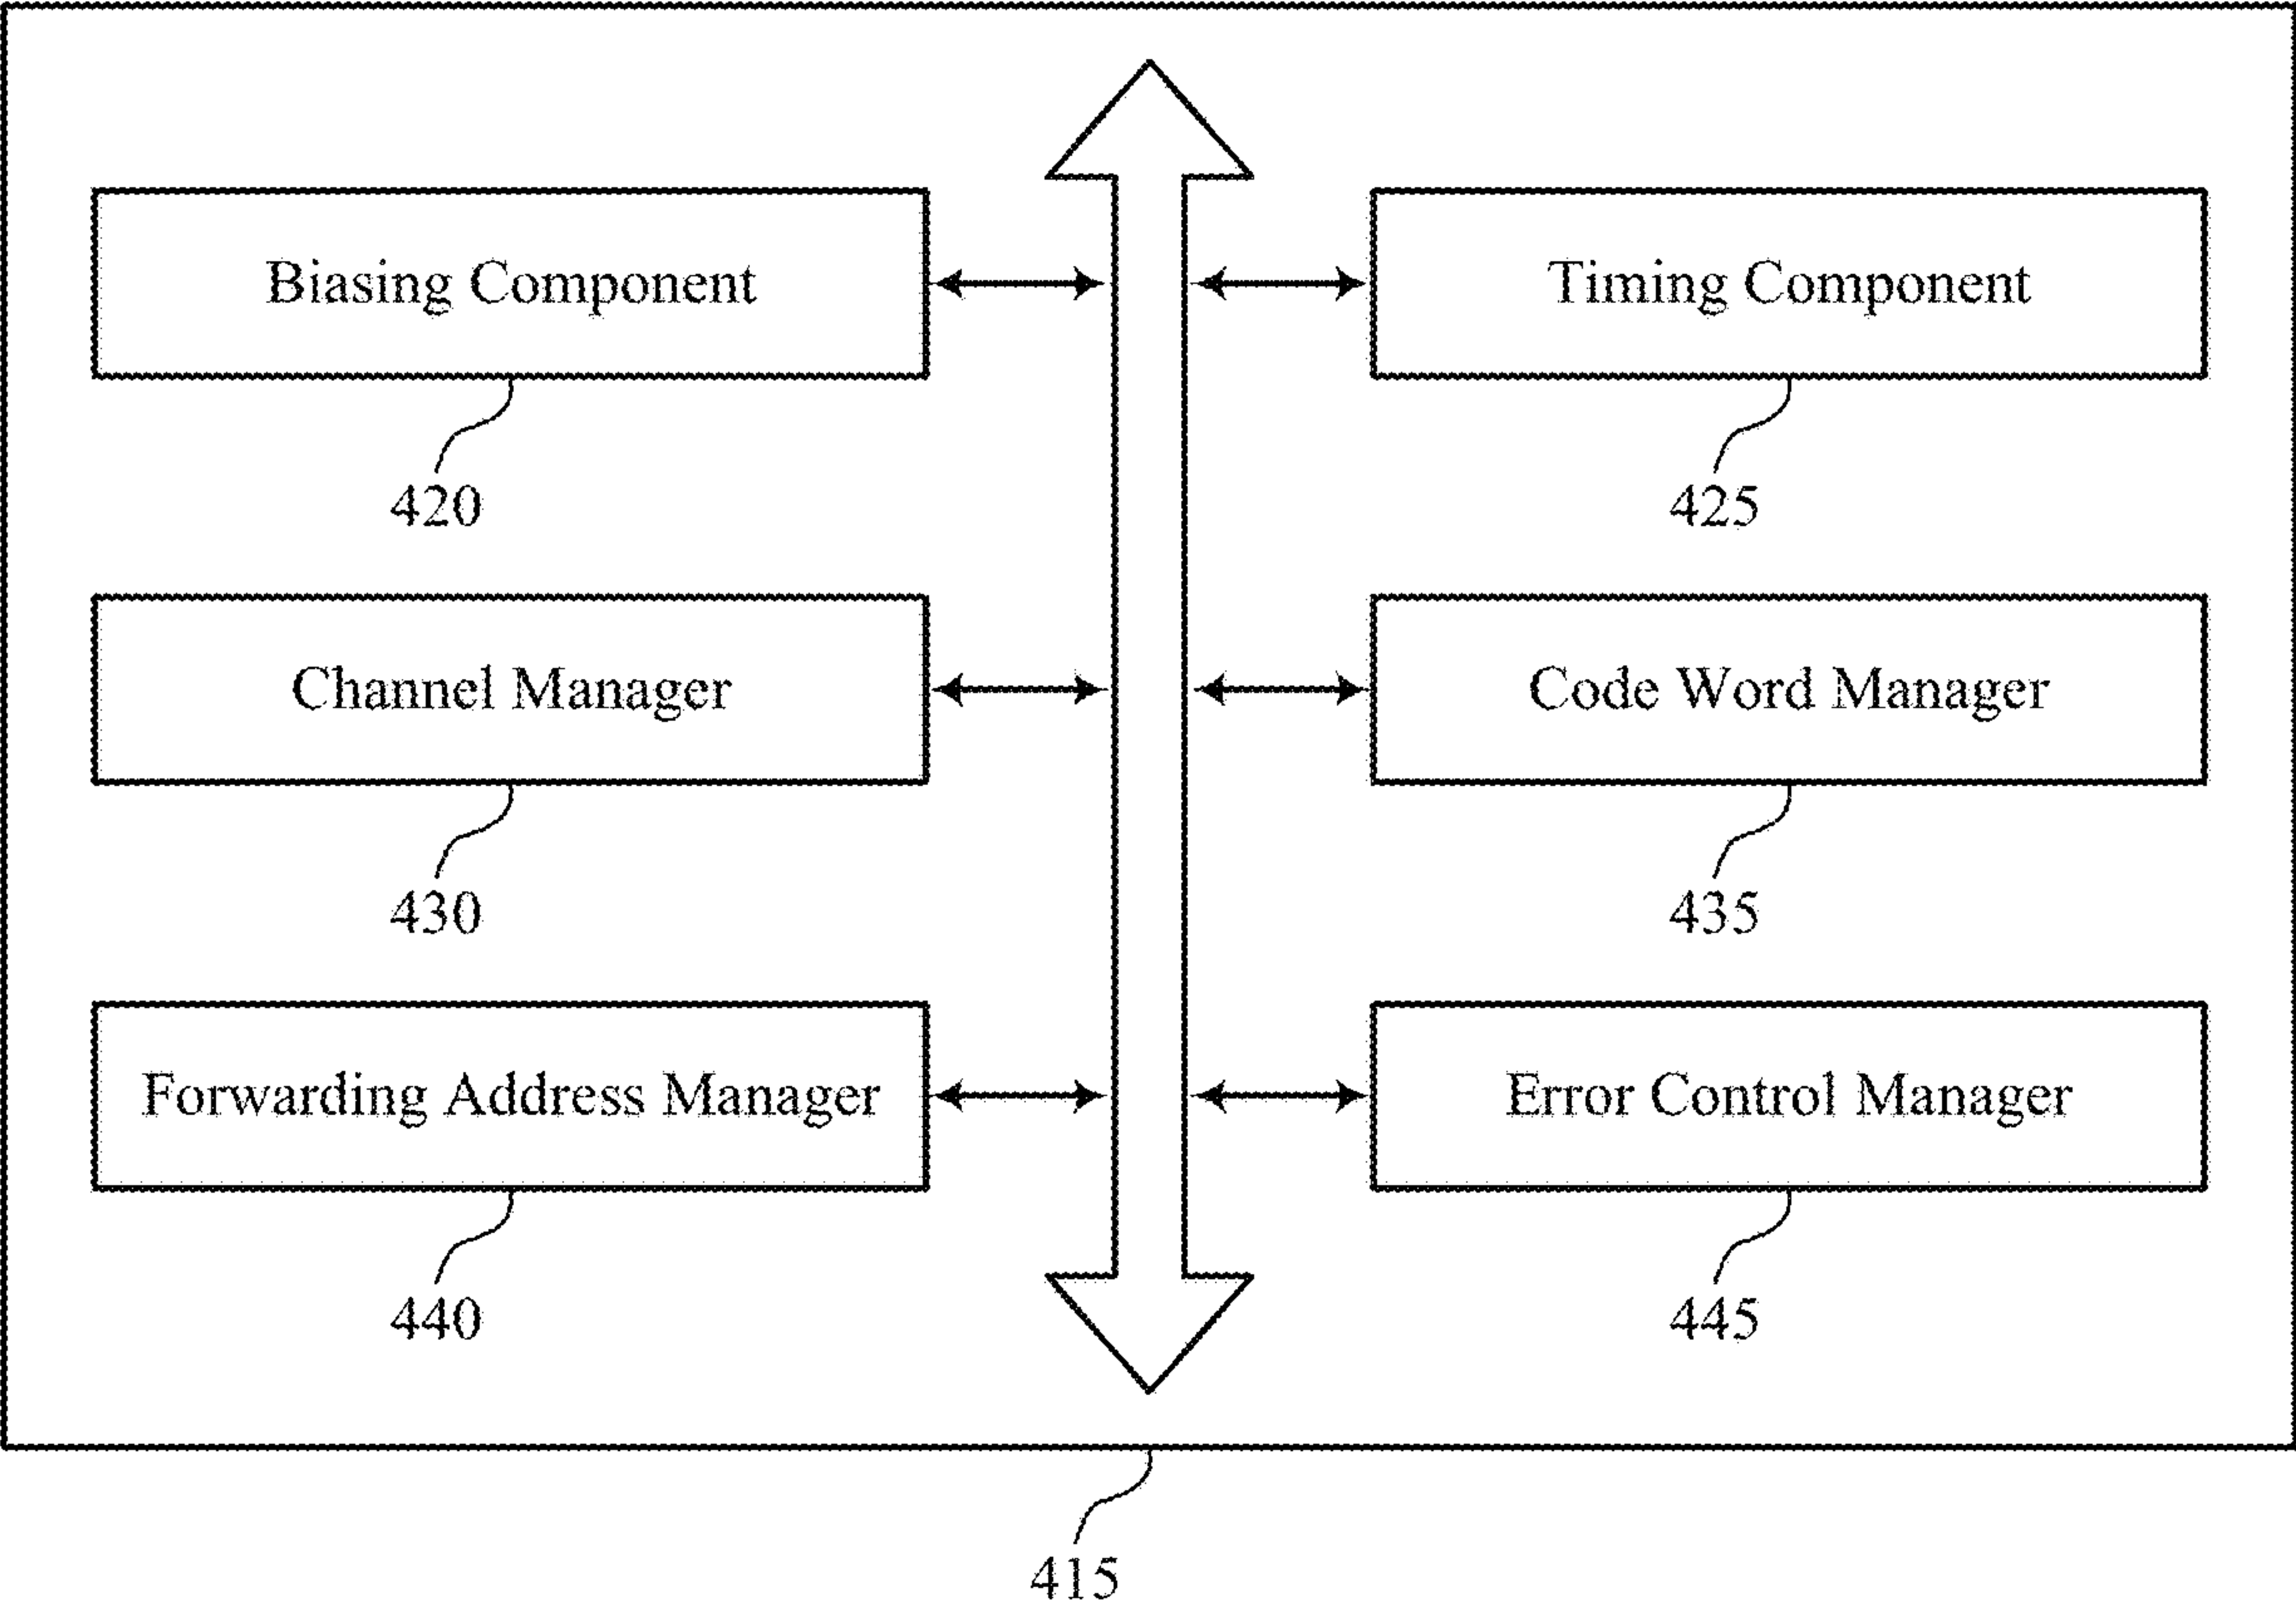 Biasing Component
Timing Component
420
425
Channel Manager
Code Word Manager
430
435
Forwarding Address Manager
Error Control Manager
440
445
415